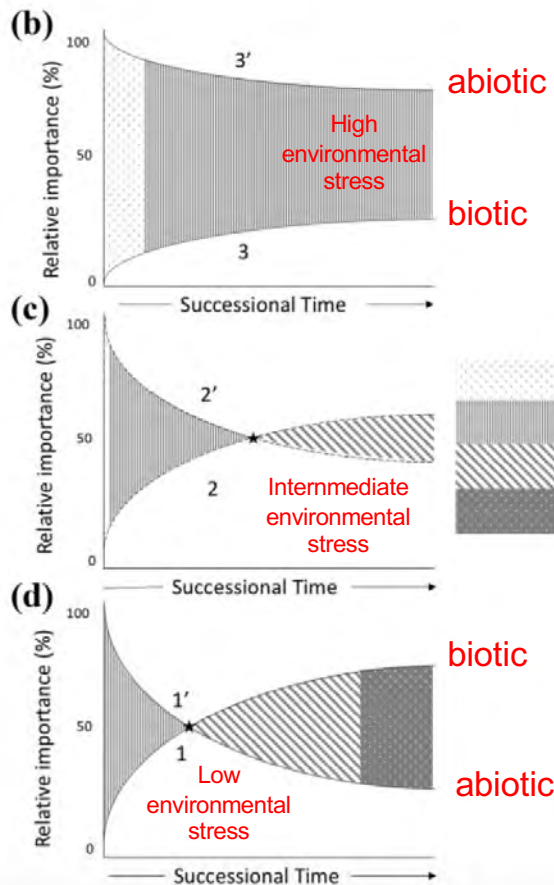 (b)
100
3'
abiotic
High
environmental
stress
50
biotic
3
0
Relative importance (%)
Successional Time
(c)
100
2'
50
2
Internmediate
environmental
stress
0
Relative importance (%)
Successional Time
(d)
100
biotic
1'
50
1
Low
environmental
stress
abiotic
0
Relative importance (%)
Successional Time